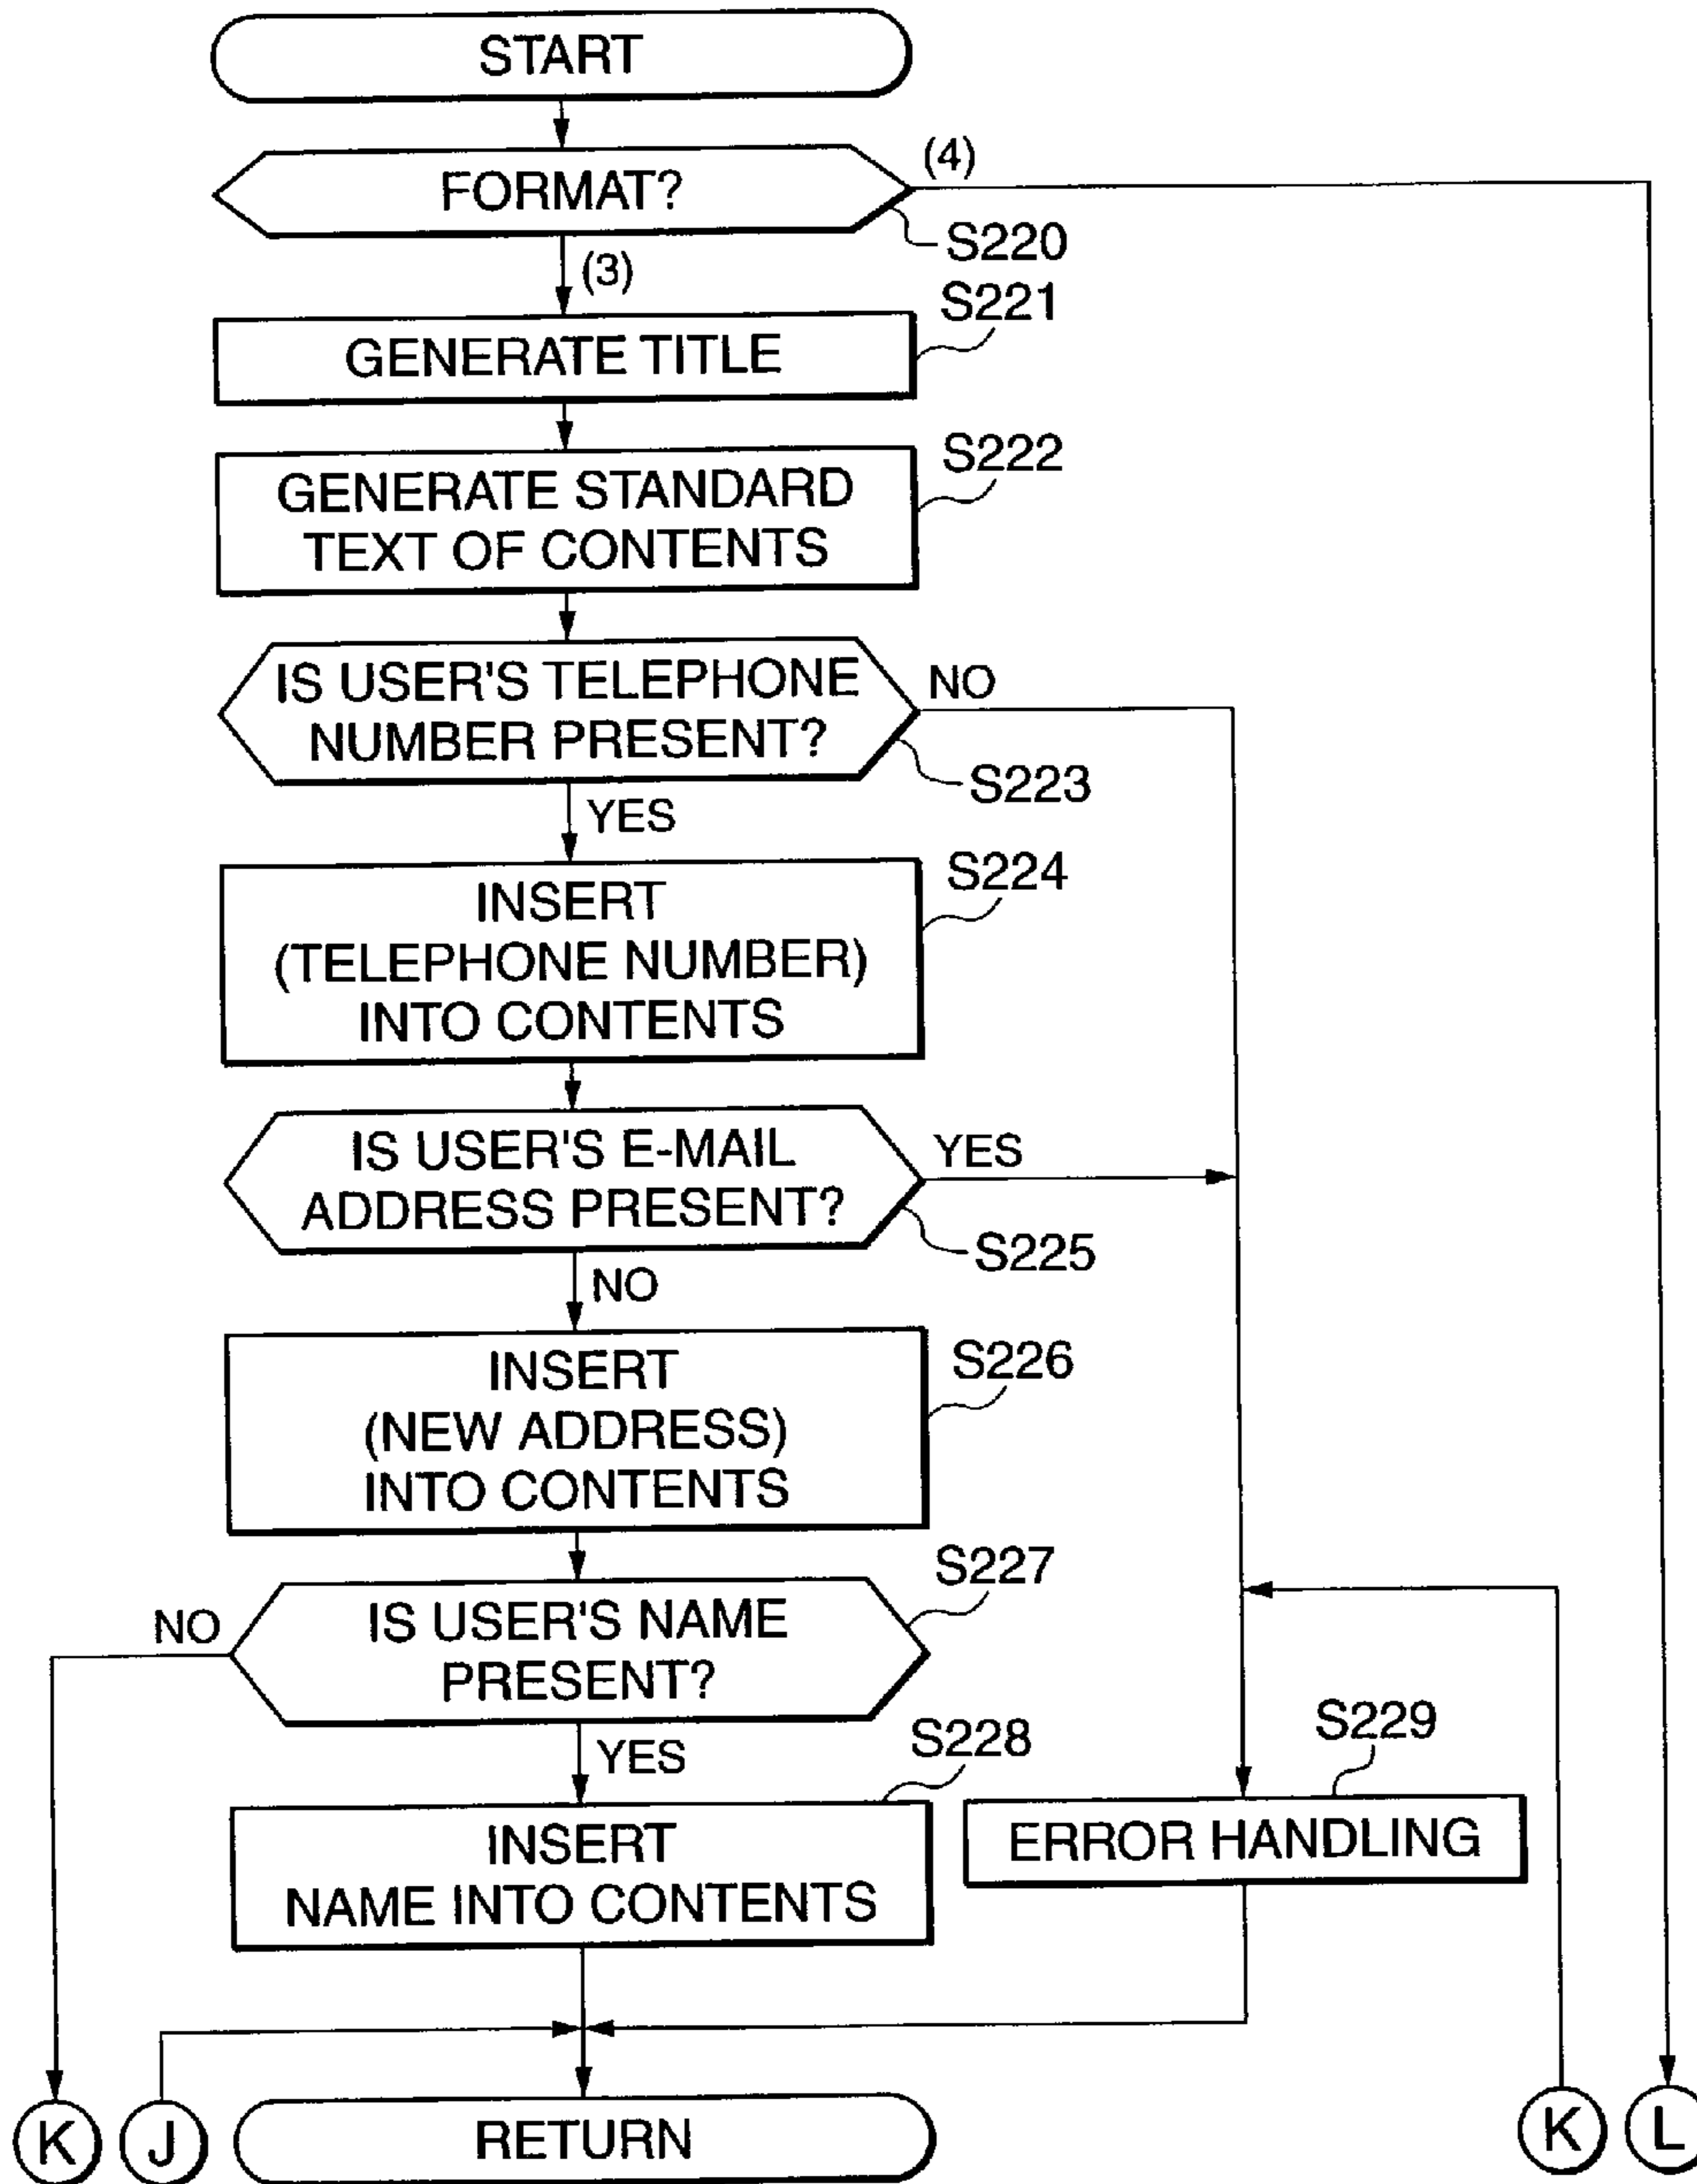 START
(4)
FORMAT?
S220
(3)
S221
GENERATE TITLE
S222
GENERATE STANDARD
TEXT OF CONTENTS
IS USER'S TELEPHONE
NUMBER PRESENT?
NO
S223
YES
S224
INSERT
(TELEPHONE NUMBER)
INTO CONTENTS
IS USER'S E-MAIL
ADDRESS PRESENT?
YES
S225
NO
S226
INSERT
(NEW ADDRESS)
INTO CONTENTS
S227
NO
IS USER'S NAME
PRESENT?
YES
S228
S229
INSERT
NAME INTO CONTENTS
ERROR HANDLING
K
J
RETURN
K
L